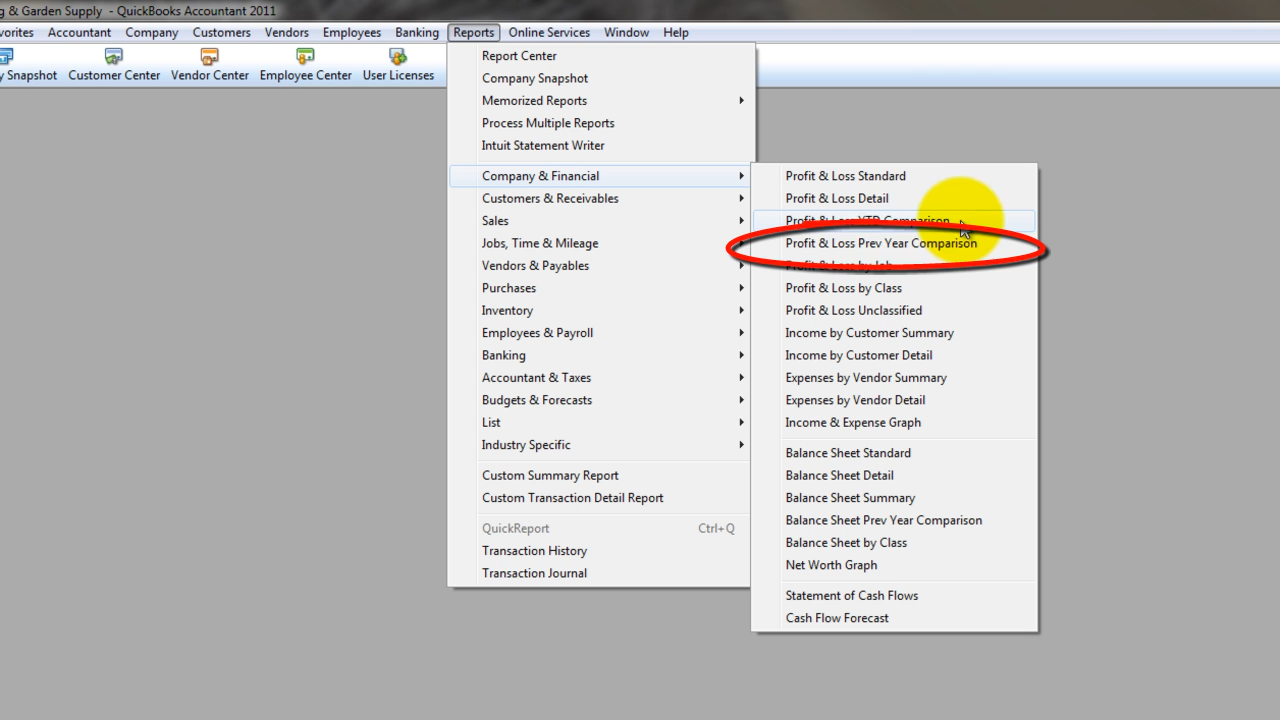 g & Garden Supply - QuickBooks Accountant 2011
vorites Accountant Company Customers Vendors Employees Banking Reports Online Services Window Help
y Snapshot Customer Center Vendor Center Employee Center User Licenses
Report Center
Company Snapshot
Memorized Reports
Process Multiple Reports
Intuit Statement Writer
Company & Financial
Customers & Receivables
Sales
Jobs, Time & Mileage
Vendors & Payables
Purchases
Inventory
Employees & Payroll
Banking
Accountant & Taxes
Budgets & Forecasts
List
Industry Specific
Custom Summary Report
Custom Transaction Detail Report
QuickReport Ctrl+Q
Transaction History
Transaction Journal
Profit & Loss Standard
Profit & Loss Detail
Profit & Loss YTD Comparison
Profit & Loss Prev Year Comparison
Profit & Loss by Job
Profit & Loss by Class
Profit & Loss Unclassified
Income by Customer Summary
Income by Customer Detail
Expenses by Vendor Summary
Expenses by Vendor Detail
Income & Expense Graph
Balance Sheet Standard
Balance Sheet Detail
Balance Sheet Summary
Balance Sheet Prev Year Comparison
Balance Sheet by Class
Net Worth Graph
Statement of Cash Flows
Cash Flow Forecast